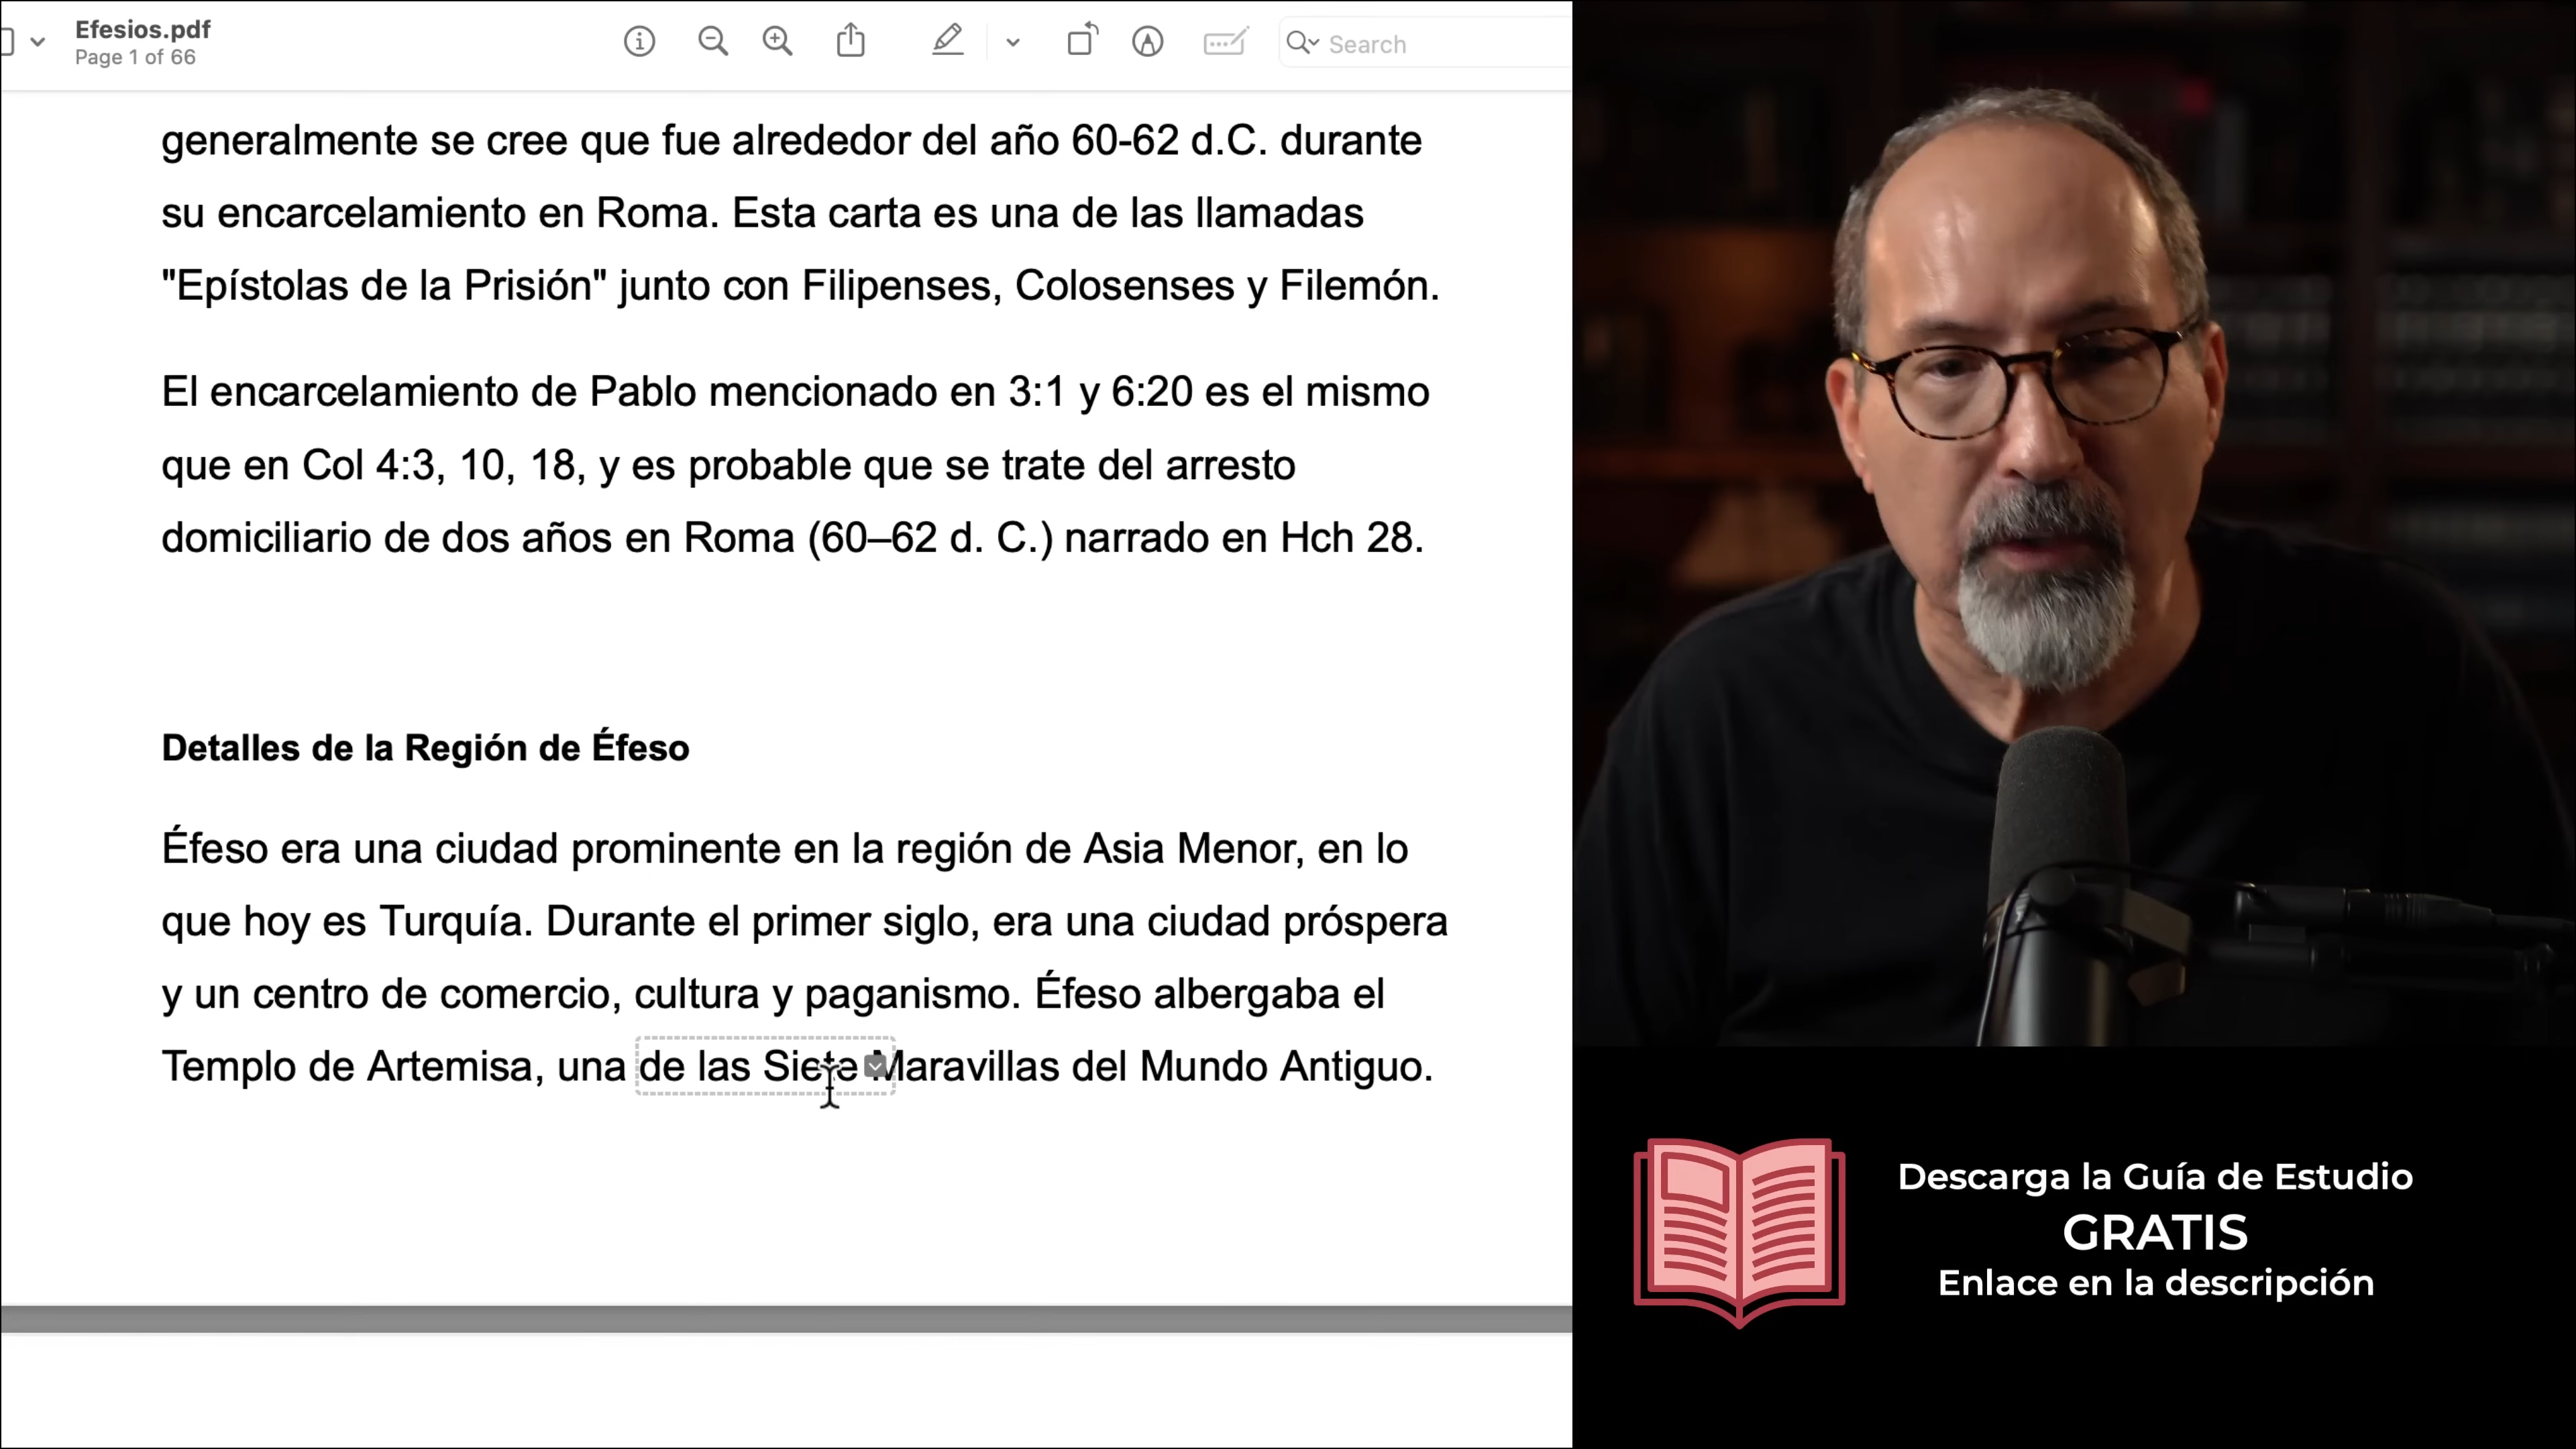 Efesios.pdf
Page 1 of 66
Search
generalmente se cree que fue alrededor del año 60-62 d.C. durante
su encarcelamiento en Roma. Esta carta es una de las llamadas
"Epístolas de la Prisión" junto con Filipenses, Colosenses y Filemón.
El encarcelamiento de Pablo mencionado en 3:1 y 6:20 es el mismo
que en Col 4:3, 10, 18, y es probable que se trate del arresto
domiciliario de dos años en Roma (60–62 d. C.) narrado en Hch 28.
Detalles de la Región de Éfeso
Éfeso era una ciudad prominente en la región de Asia Menor, en lo
que hoy es Turquía. Durante el primer siglo, era una ciudad próspera
y un centro de comercio, cultura y paganismo. Éfeso albergaba el
Templo de Artemisa, una de las Siete Maravillas del Mundo Antiguo.
Descarga la Guía de Estudio
GRATIS
Enlace en la descripción